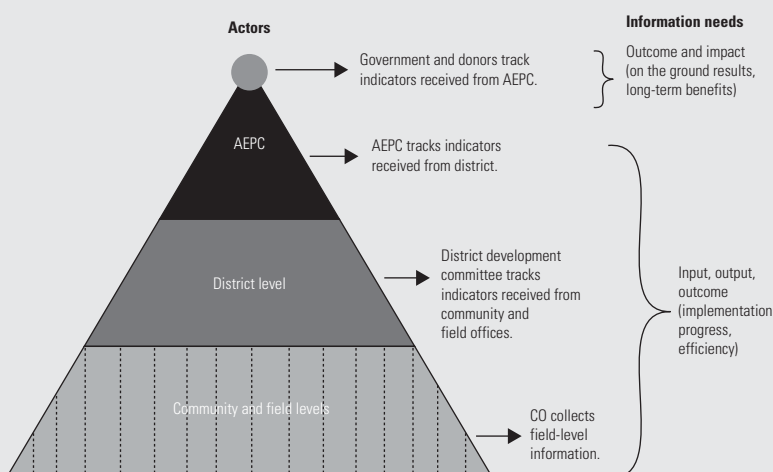 Actors
Information needs
Government and donors track
indicators received from AEPC.
Outcome and impact
(on the ground results,
long-term benefits)
AEPC
AEPC tracks indicators
received from district.
District level
District development
committee tracks
indicators received from
community and
field offices.
Input, output,
outcome
(implementation
progress,
efficiency)
Community and field levels
CO collects
field-level
information.